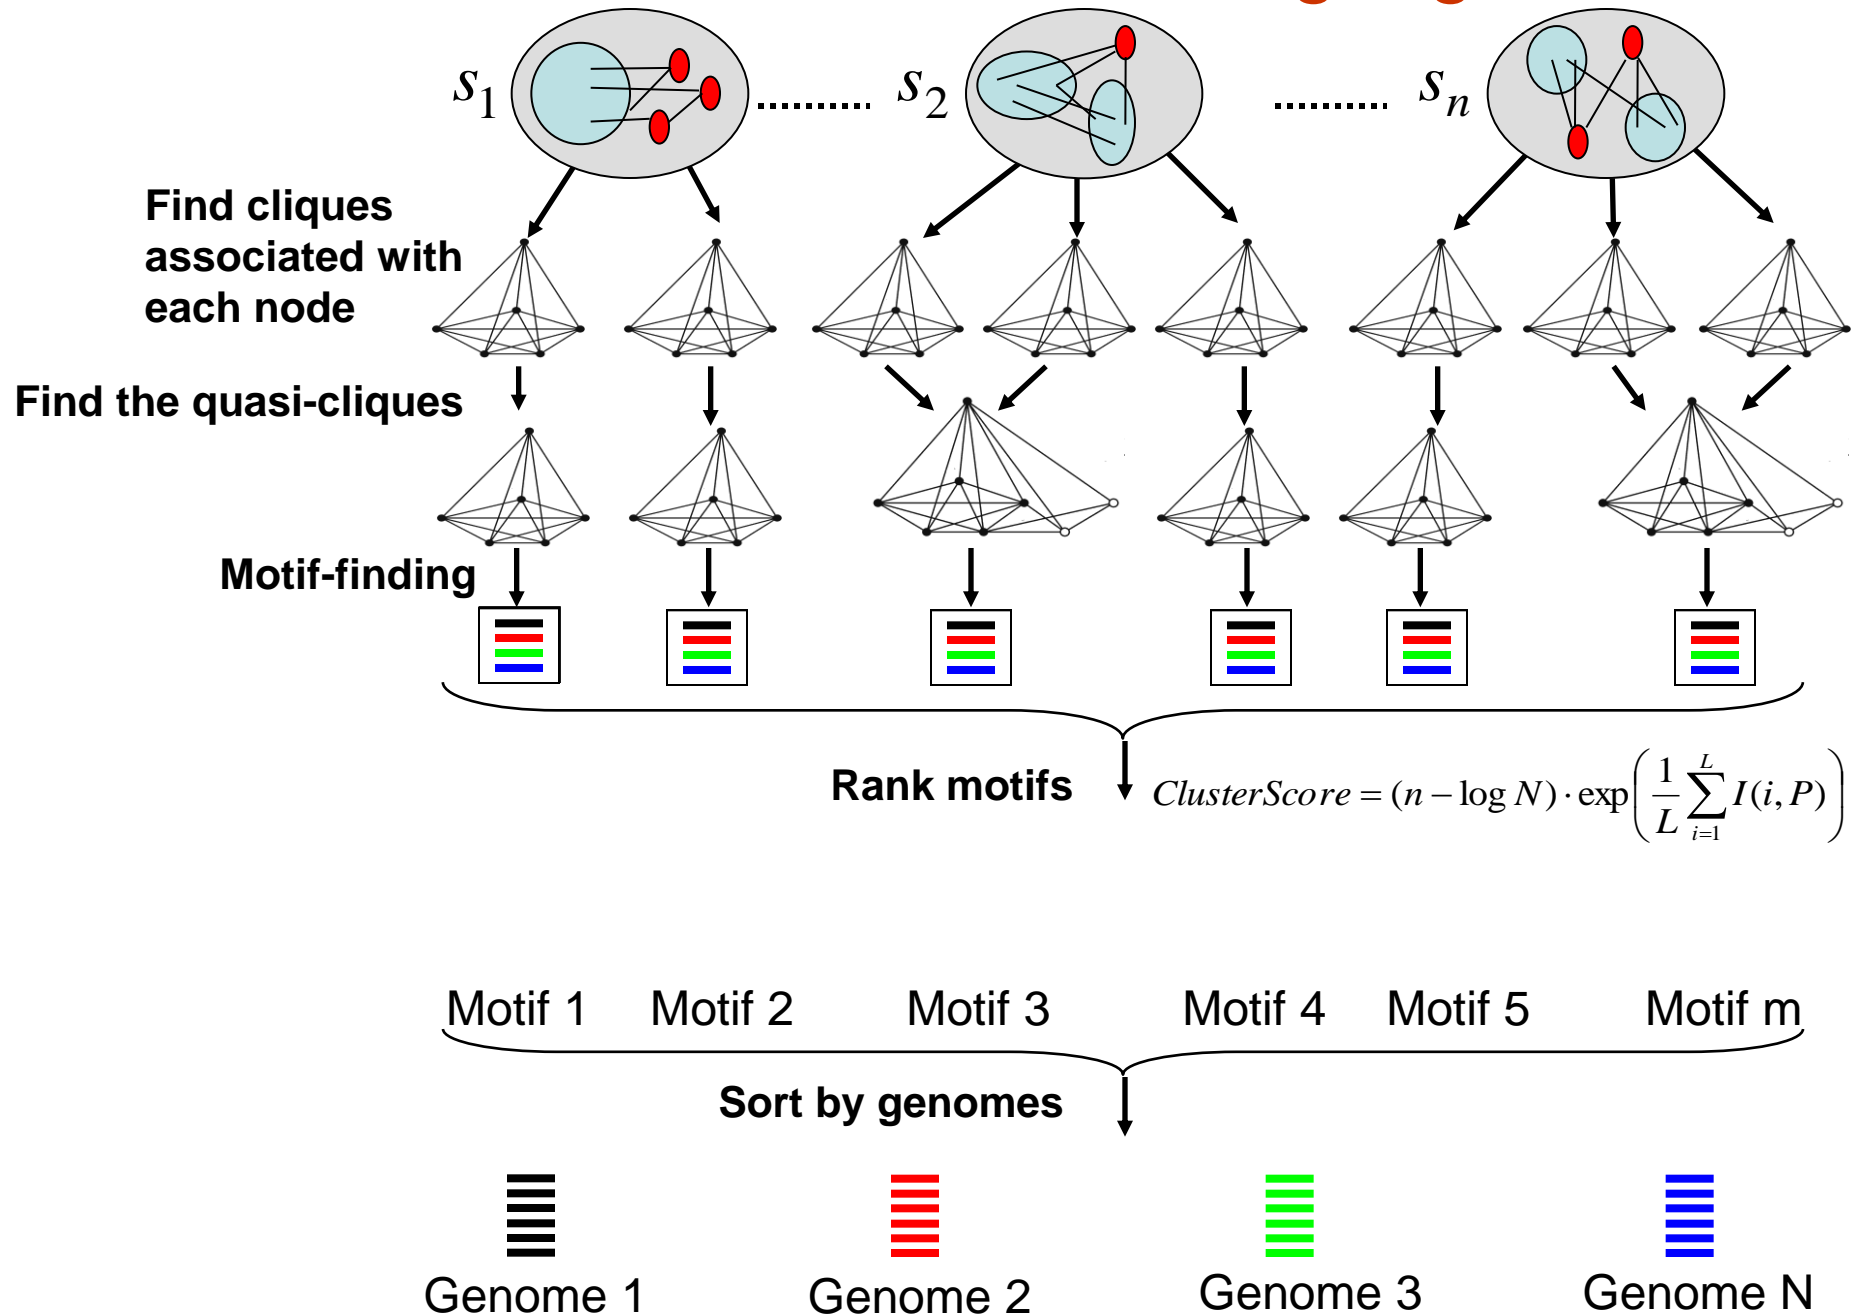 s1 ........... s2 ........... sn
Find cliques
associated with
each node
Find the quasi-cliques
Motif-finding
Rank motifs
ClusterScore = (n − log N) · exp(1/L ∑_{i=1}^{L} I(i, P))
Motif 1 Motif 2 Motif 3 Motif 4 Motif 5 Motif m
Sort by genomes
Genome 1 Genome 2 Genome 3 Genome N